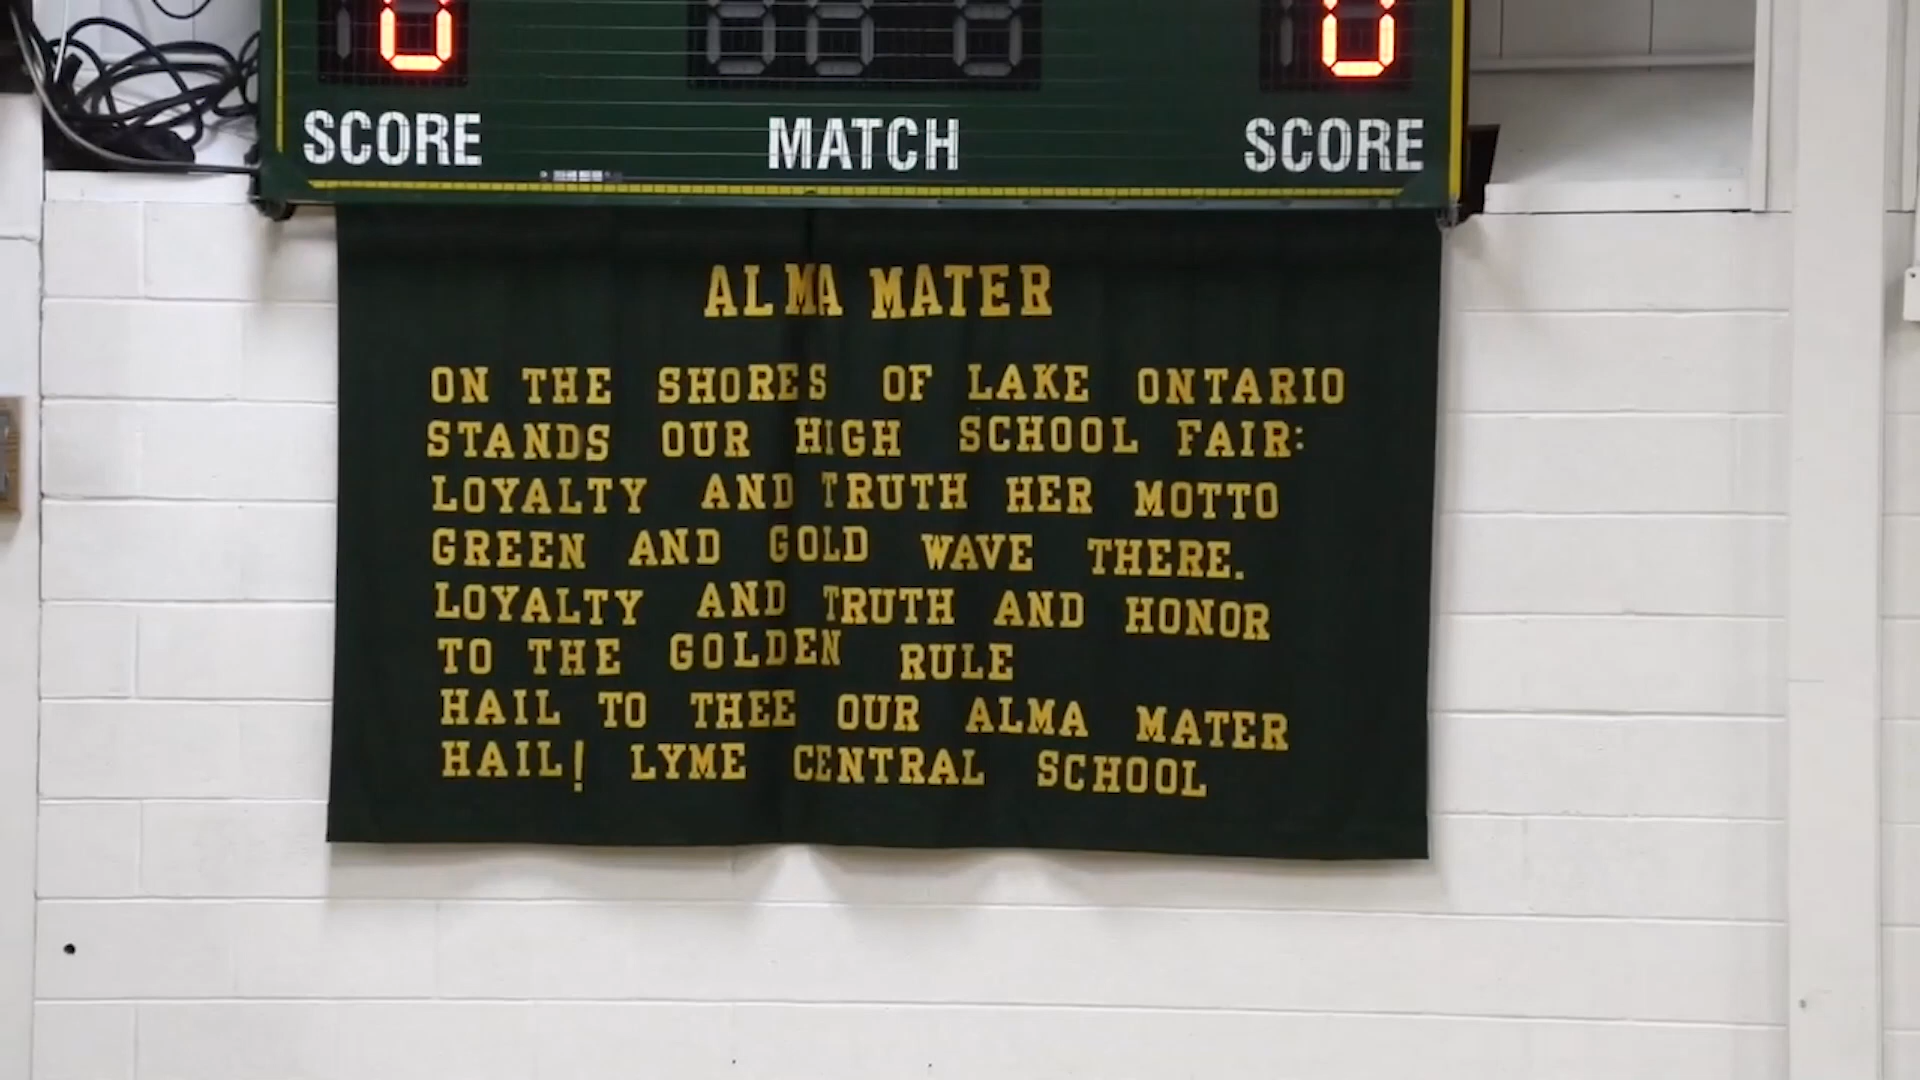 0 0
SCORE MATCH SCORE
ALMA MATER
ON THE SHORES OF LAKE ONTARIO
STANDS OUR HIGH SCHOOL FAIR:
LOYALTY AND TRUTH HER MOTTO
GREEN AND GOLD WAVE THERE.
LOYALTY AND TRUTH AND HONOR
TO THE GOLDEN RULE
HAIL TO THEE OUR ALMA MATER
HAIL! LYME CENTRAL SCHOOL